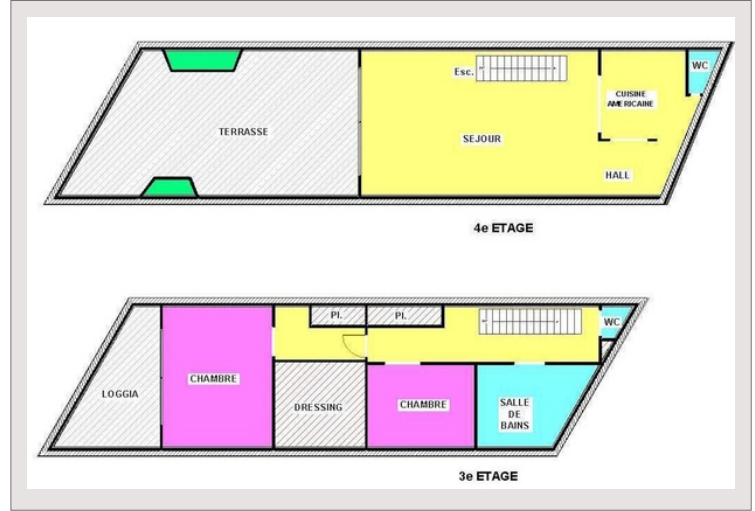 WC
Esc.
CUISINE
AMERICAINE
TERRASSE
SEJOUR
HALL
4e ETAGE
Pl.
Pl.
WC
CHAMBRE
LOGGIA
DRESSING
CHAMBRE
SALLE
DE
BAINS
3e ETAGE